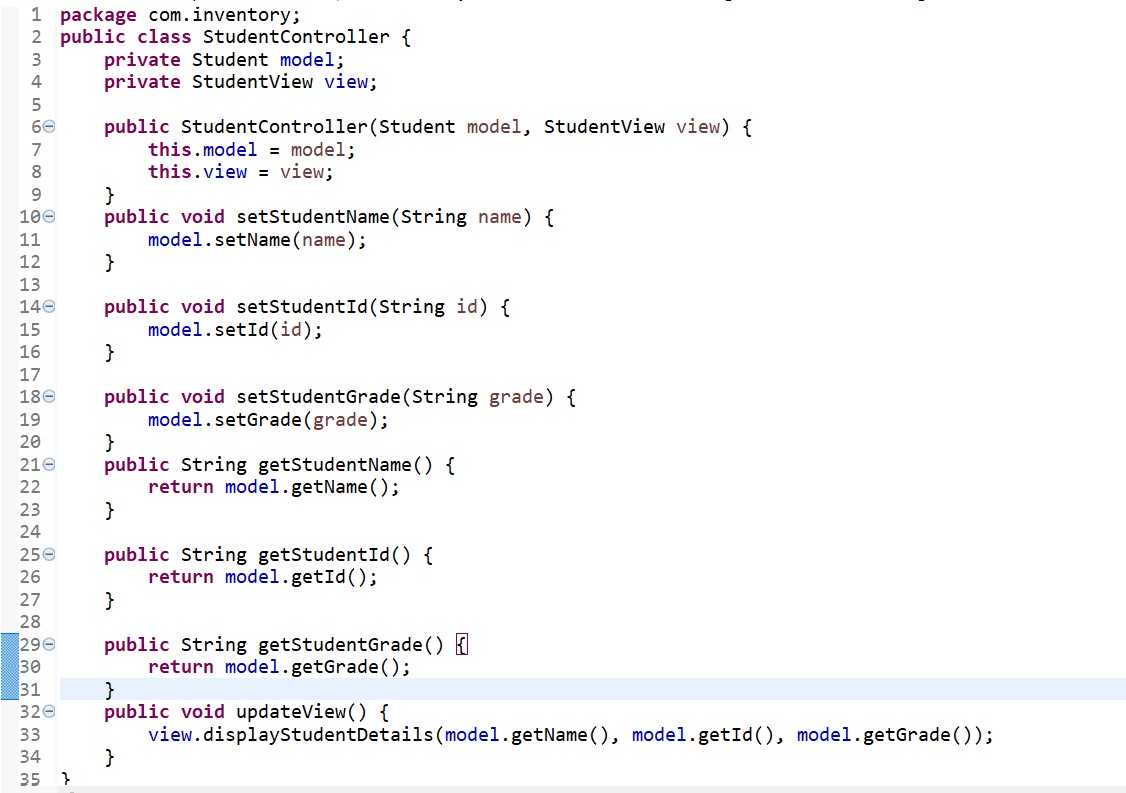 1 package com.inventory;
2 public class StudentController {
3     private Student model;
4     private StudentView view;
5
6     public StudentController(Student model, StudentView view) {
7         this.model = model;
8         this.view = view;
9     }
10     public void setStudentName(String name) {
11         model.setName(name);
12     }
13
14     public void setStudentId(String id) {
15         model.setId(id);
16     }
17
18     public void setStudentGrade(String grade) {
19         model.setGrade(grade);
20     }
21     public String getStudentName() {
22         return model.getName();
23     }
24
25     public String getStudentId() {
26         return model.getId();
27     }
28
29     public String getStudentGrade() {
30         return model.getGrade();
31     }
32     public void updateView() {
33         view.displayStudentDetails(model.getName(), model.getId(), model.getGrade());
34     }
35 }